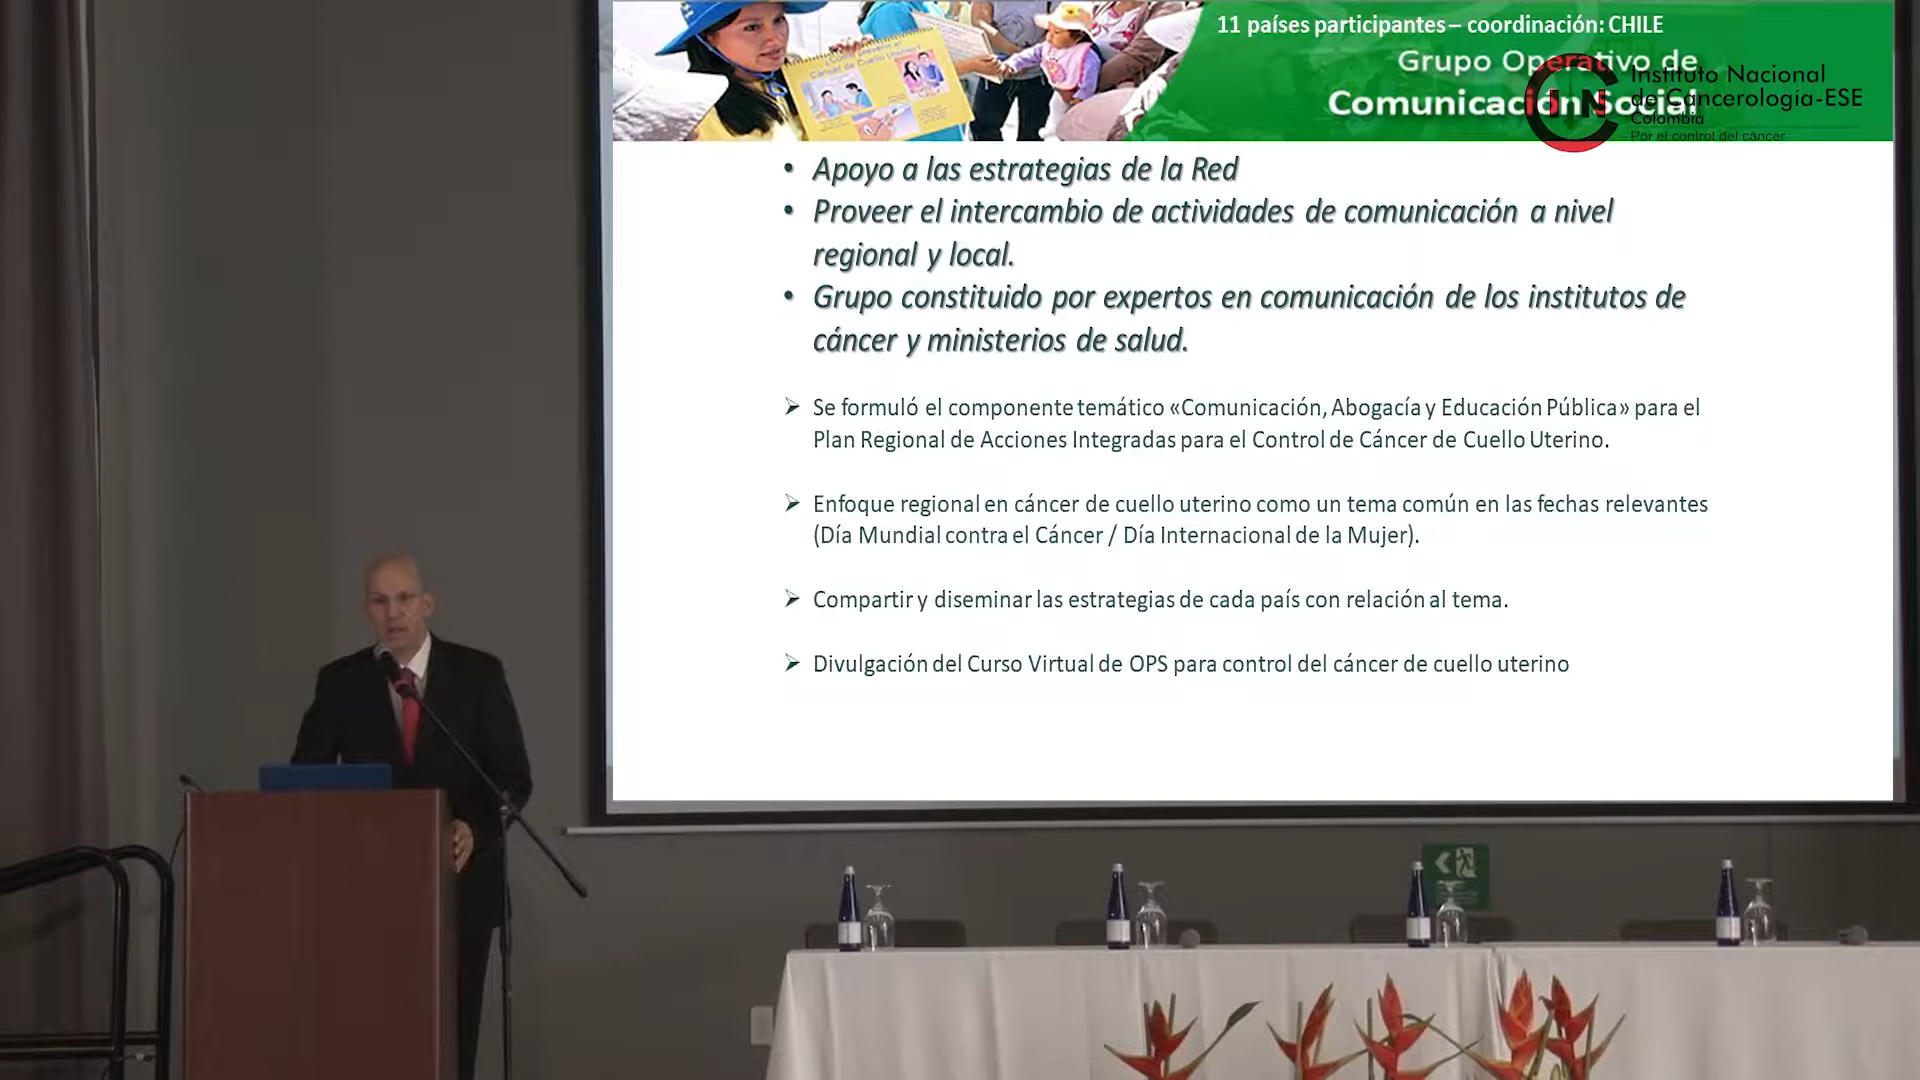 11 países participantes – coordinación: CHILE
Grupo Operativo de
Comunicación Social
Instituto Nacional
de Cancerología-ESE
Colombia
Por el control del cáncer
Cáncer de Cuello Uterino?
• Apoyo a las estrategias de la Red
• Proveer el intercambio de actividades de comunicación a nivel
regional y local.
• Grupo constituido por expertos en comunicación de los institutos de
cáncer y ministerios de salud.
➢ Se formuló el componente temático «Comunicación, Abogacía y Educación Pública» para el
Plan Regional de Acciones Integradas para el Control de Cáncer de Cuello Uterino.
➢ Enfoque regional en cáncer de cuello uterino como un tema común en las fechas relevantes
(Día Mundial contra el Cáncer / Día Internacional de la Mujer).
➢ Compartir y diseminar las estrategias de cada país con relación al tema.
➢ Divulgación del Curso Virtual de OPS para control del cáncer de cuello uterino